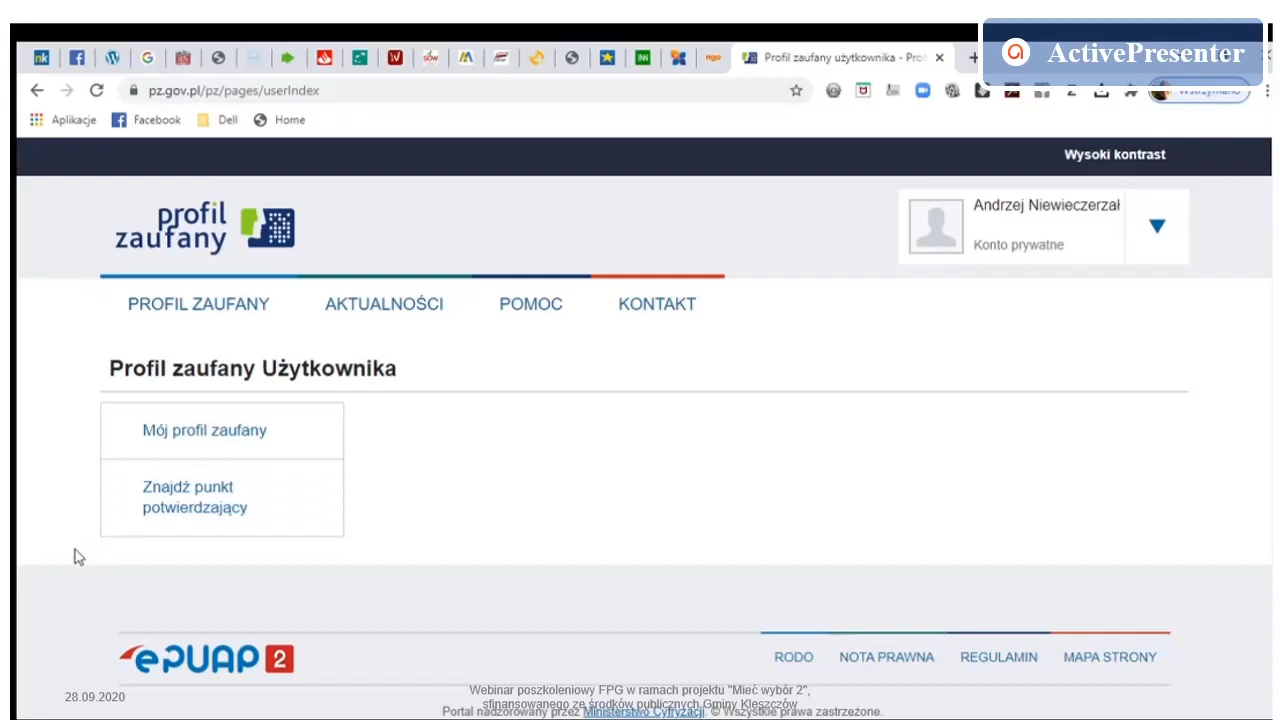 ActivePresenter
Profil zaufany użytkownika - Prof
pz.gov.pl/pz/pages/userIndex
Wstrzymano
Aplikacje Facebook Dell Home
Wysoki kontrast
profil
zaufany
Andrzej Niewieczerzał
Konto prywatne
PROFIL ZAUFANY AKTUALNOŚCI POMOC KONTAKT
Profil zaufany Użytkownika
Mój profil zaufany
Znajdź punkt
potwierdzający
ePUAP 2
RODO NOTA PRAWNA REGULAMIN MAPA STRONY
28.09.2020
Webinar poszkoleniowy FPG w ramach projektu "Mieć wybór 2",
sfinansowanego ze środków publicznych Gminy Kleszczów
Portal nadzorowany przez Ministerstwo Cyfryzacji. © Wszystkie prawa zastrzeżone.